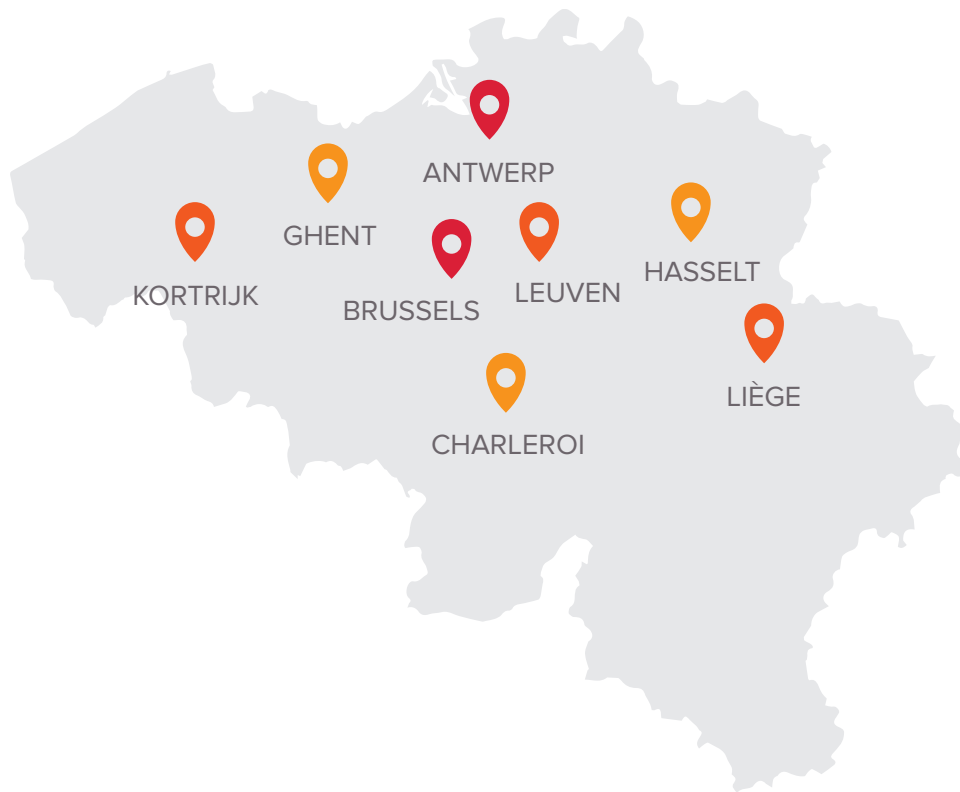 ANTWERP
GHENT
HASSELT
LEUVEN
KORTRIJK
BRUSSELS
LIÈGE
CHARLEROI